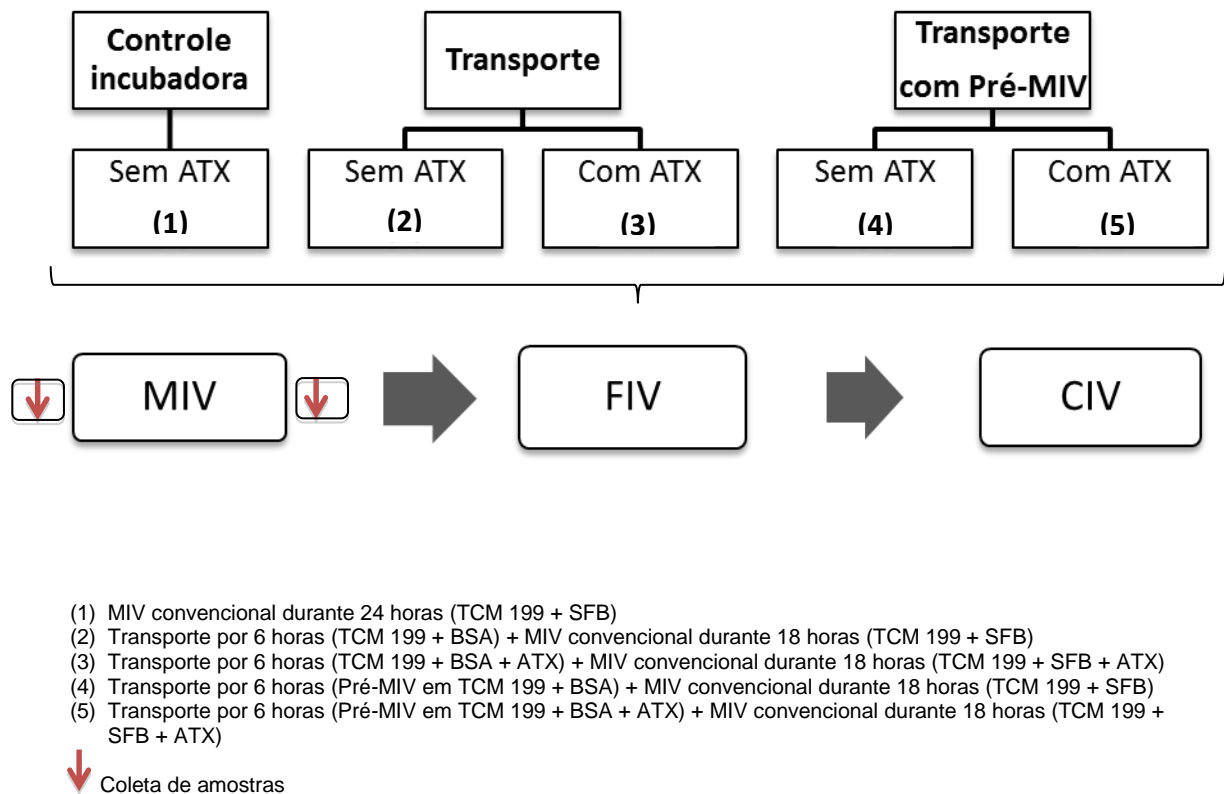 Controle
incubadora
Transporte
Transporte
com Pré-MIV
Sem ATX
(1)
Sem ATX
(2)
Com ATX
(3)
Sem ATX
(4)
Com ATX
(5)
MIV
FIV
CIV
(1) MIV convencional durante 24 horas (TCM 199 + SFB)
(2) Transporte por 6 horas (TCM 199 + BSA) + MIV convencional durante 18 horas (TCM 199 + SFB)
(3) Transporte por 6 horas (TCM 199 + BSA + ATX) + MIV convencional durante 18 horas (TCM 199 + SFB + ATX)
(4) Transporte por 6 horas (Pré-MIV em TCM 199 + BSA) + MIV convencional durante 18 horas (TCM 199 + SFB)
(5) Transporte por 6 horas (Pré-MIV em TCM 199 + BSA + ATX) + MIV convencional durante 18 horas (TCM 199 +
SFB + ATX)
Coleta de amostras